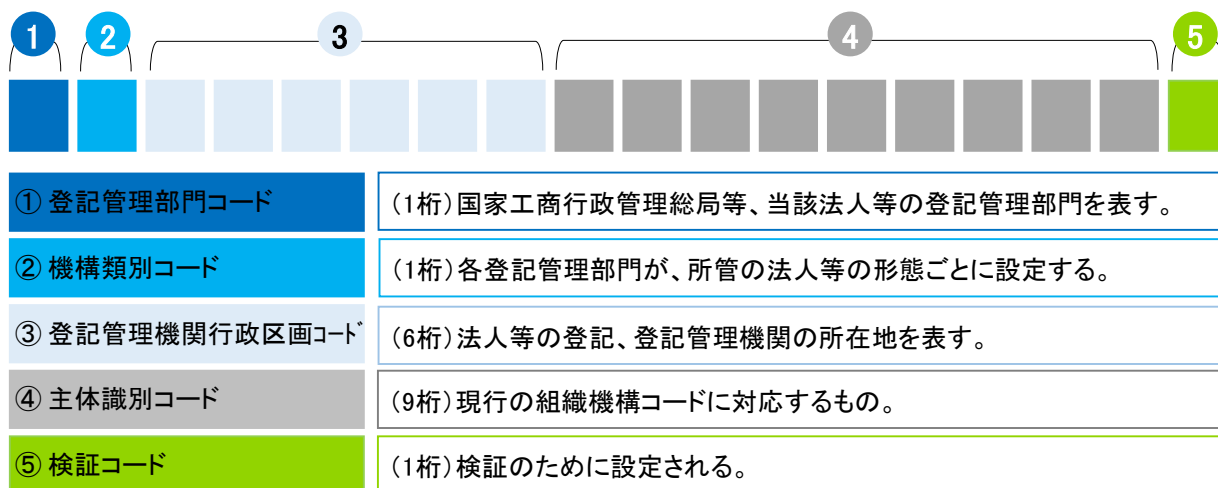 1 2 3 4 5
① 登記管理部門コード (1桁)国家工商行政管理総局等、当該法人等の登記管理部門を表す。
② 機構類別コード (1桁)各登記管理部門が、所管の法人等の形態ごとに設定する。
③ 登記管理機関行政区画ｺｰﾄﾞ (6桁)法人等の登記、登記管理機関の所在地を表す。
④ 主体識別コード (9桁)現行の組織機構コードに対応するもの。
⑤ 検証コード (1桁)検証のために設定される。